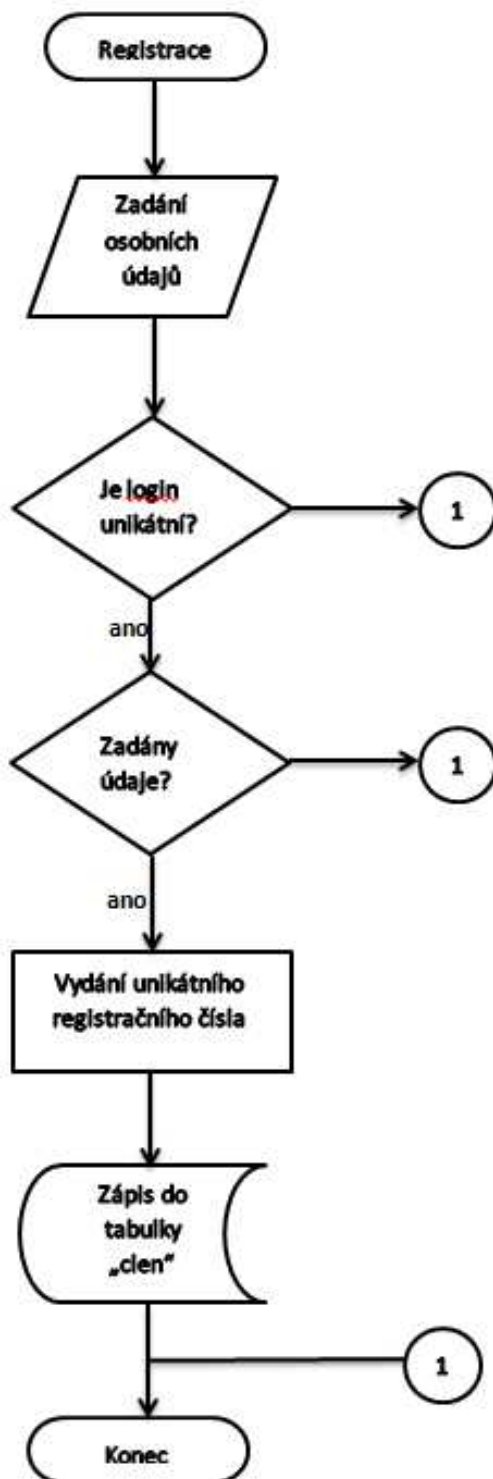 Registrace
Zadání
osobních
údajů
Je login
unikátní?
1
ano
Zadány
údaje?
1
ano
Vydání unikátního
registračního čísla
Zápis do
tabulky
„clen“
1
Konec